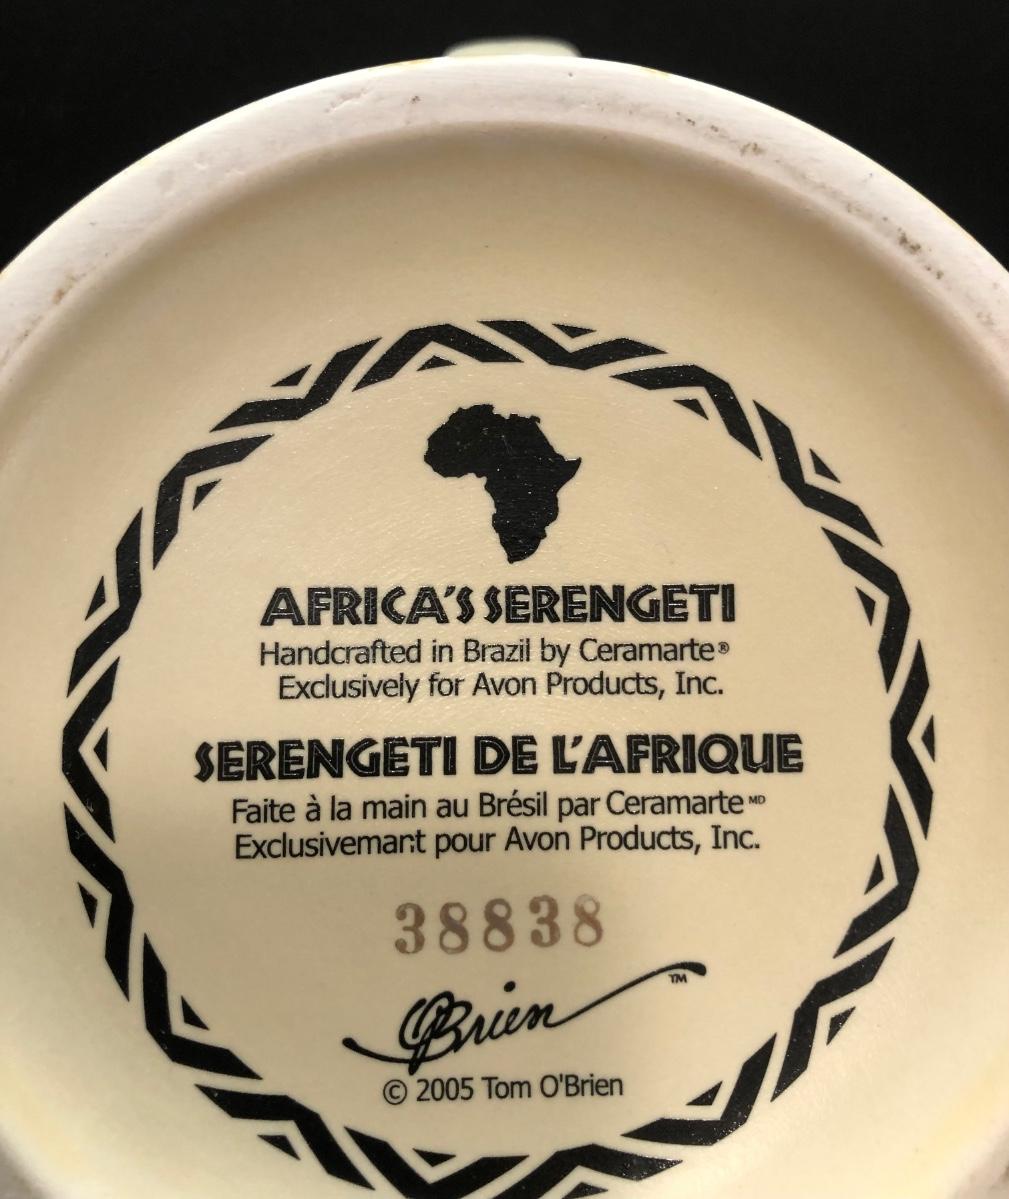 AFRICA'S SERENGETI
Handcrafted in Brazil by Ceramarte®
Exclusively for Avon Products, Inc.
SERENGETI DE L'AFRIQUE
Faite à la main au Brésil par Ceramarte MD
Exclusivemant pour Avon Products, Inc.
38838
O'Brien ™
© 2005 Tom O'Brien